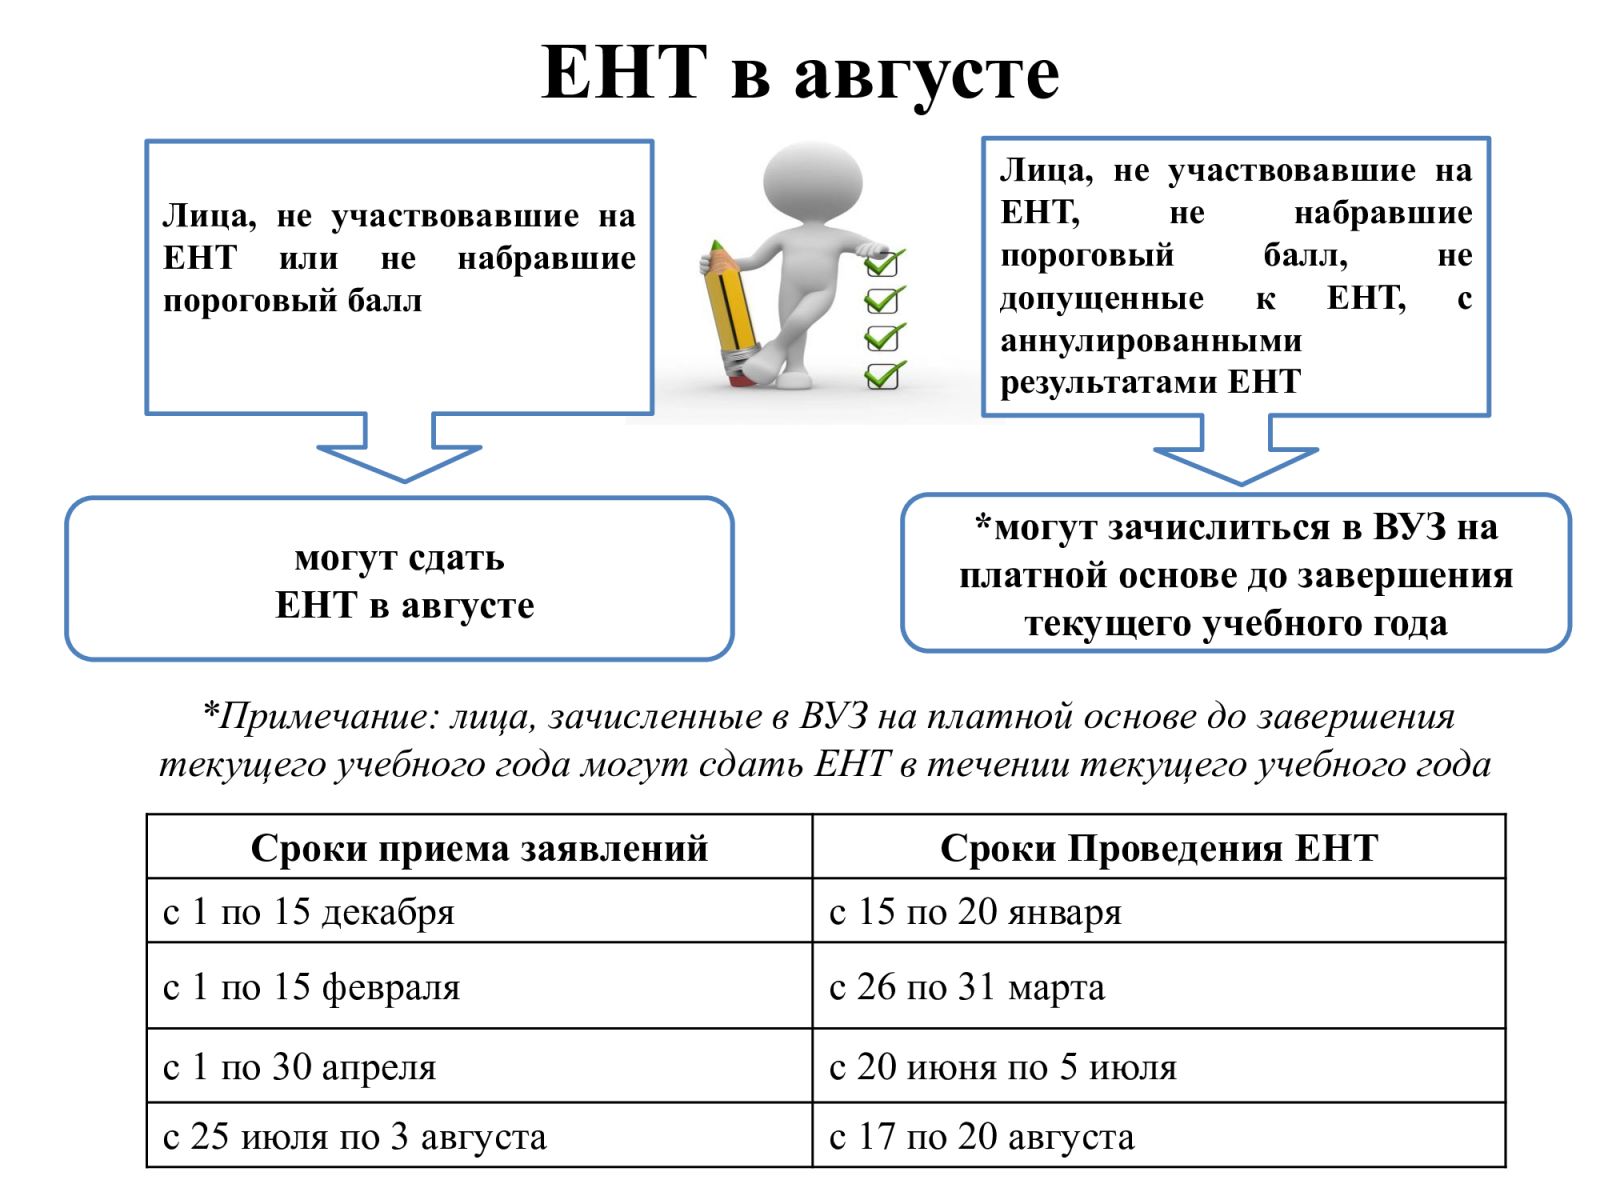 ЕНТ в августе
Лица, не участвовавшие на
ЕНТ или не набравшие
пороговый балл
Лица, не участвовавшие на
ЕНТ, не набравшие
пороговый балл, не
допущенные к ЕНТ, с
аннулированными
результатами ЕНТ
могут сдать
ЕНТ в августе
*могут зачислиться в ВУЗ на
платной основе до завершения
текущего учебного года
*Примечание: лица, зачисленные в ВУЗ на платной основе до завершения
текущего учебного года могут сдать ЕНТ в течении текущего учебного года
Сроки приема заявлений
Сроки Проведения ЕНТ
с 1 по 15 декабря
с 15 по 20 января
с 1 по 15 февраля
с 26 по 31 марта
с 1 по 30 апреля
с 20 июня по 5 июля
с 25 июля по 3 августа
с 17 по 20 августа